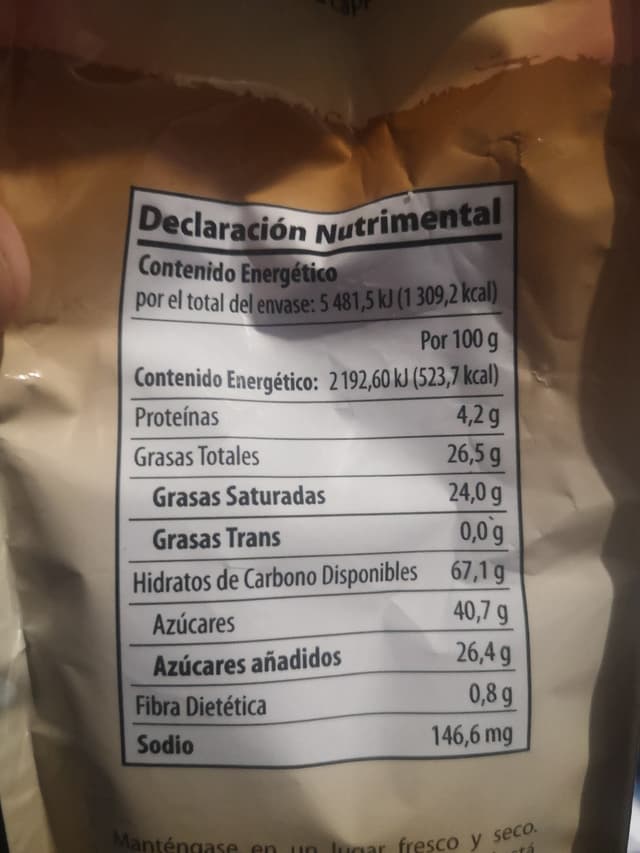 Declaración Nutrimental
Contenido Energético
por el total del envase: 5 481,5 kJ (1 309,2 kcal)
Por 100 g
Contenido Energético: 2 192,60 kJ (523,7 kcal)
Proteínas 4,2 g
Grasas Totales 26,5 g
Grasas Saturadas 24,0 g
Grasas Trans 0,0 g
Hidratos de Carbono Disponibles 67,1 g
Azúcares 40,7 g
Azúcares añadidos 26,4 g
Fibra Dietética 0,8 g
Sodio 146,6 mg
Manténgase en un lugar fresco y seco.